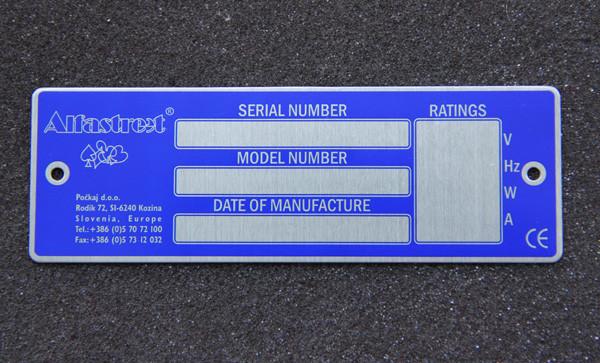 Alfastreet®
Počkaj d.o.o.
Rodik 72, SI-6240 Kozina
Slovenia, Europe
Tel.:+386 (0)5 70 72 100
Fax:+386 (0)5 73 12 032
SERIAL NUMBER
MODEL NUMBER
DATE OF MANUFACTURE
RATINGS
V
Hz
W
A
CE